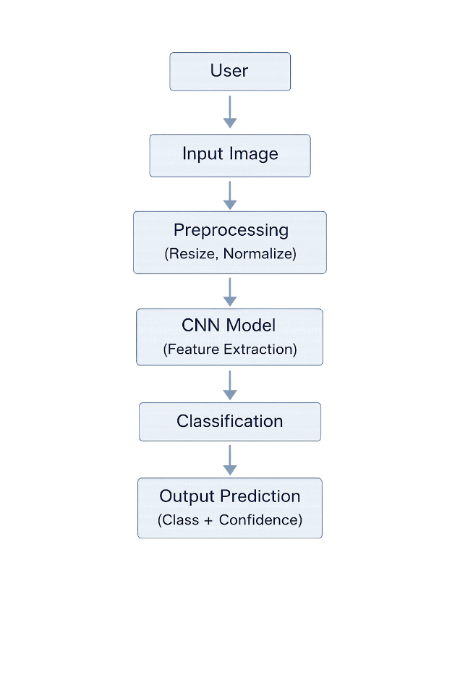 User
Input Image
Preprocessing
(Resize, Normalize)
CNN Model
(Feature Extraction)
Classification
Output Prediction
(Class + Confidence)